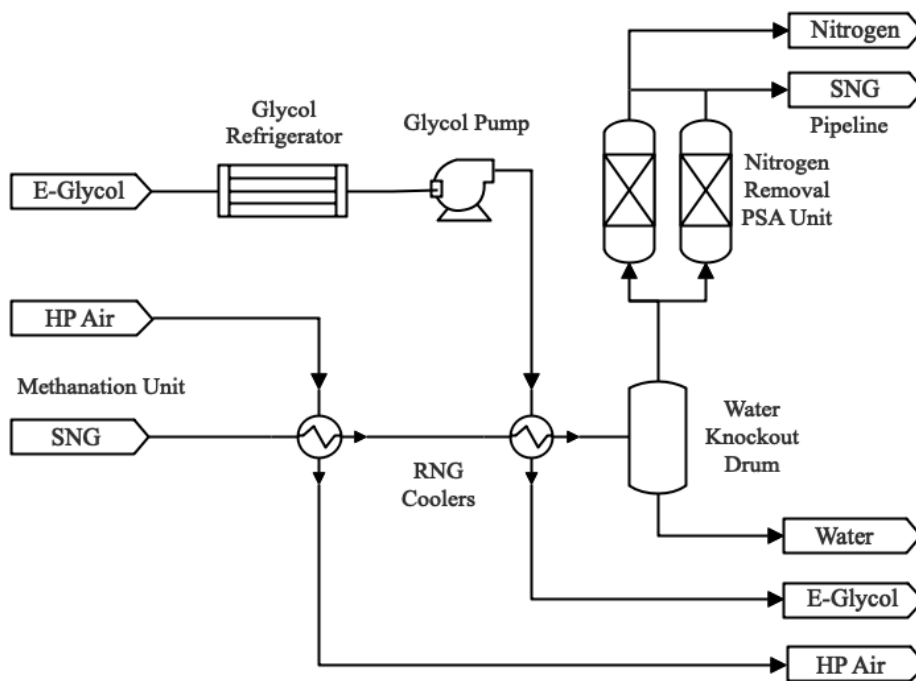 Nitrogen
SNG
Pipeline
Glycol
Refrigerator
Glycol Pump
Nitrogen
Removal
PSA Unit
E-Glycol
HP Air
Methanation Unit
SNG
RNG
Coolers
Water
Knockout
Drum
Water
E-Glycol
HP Air